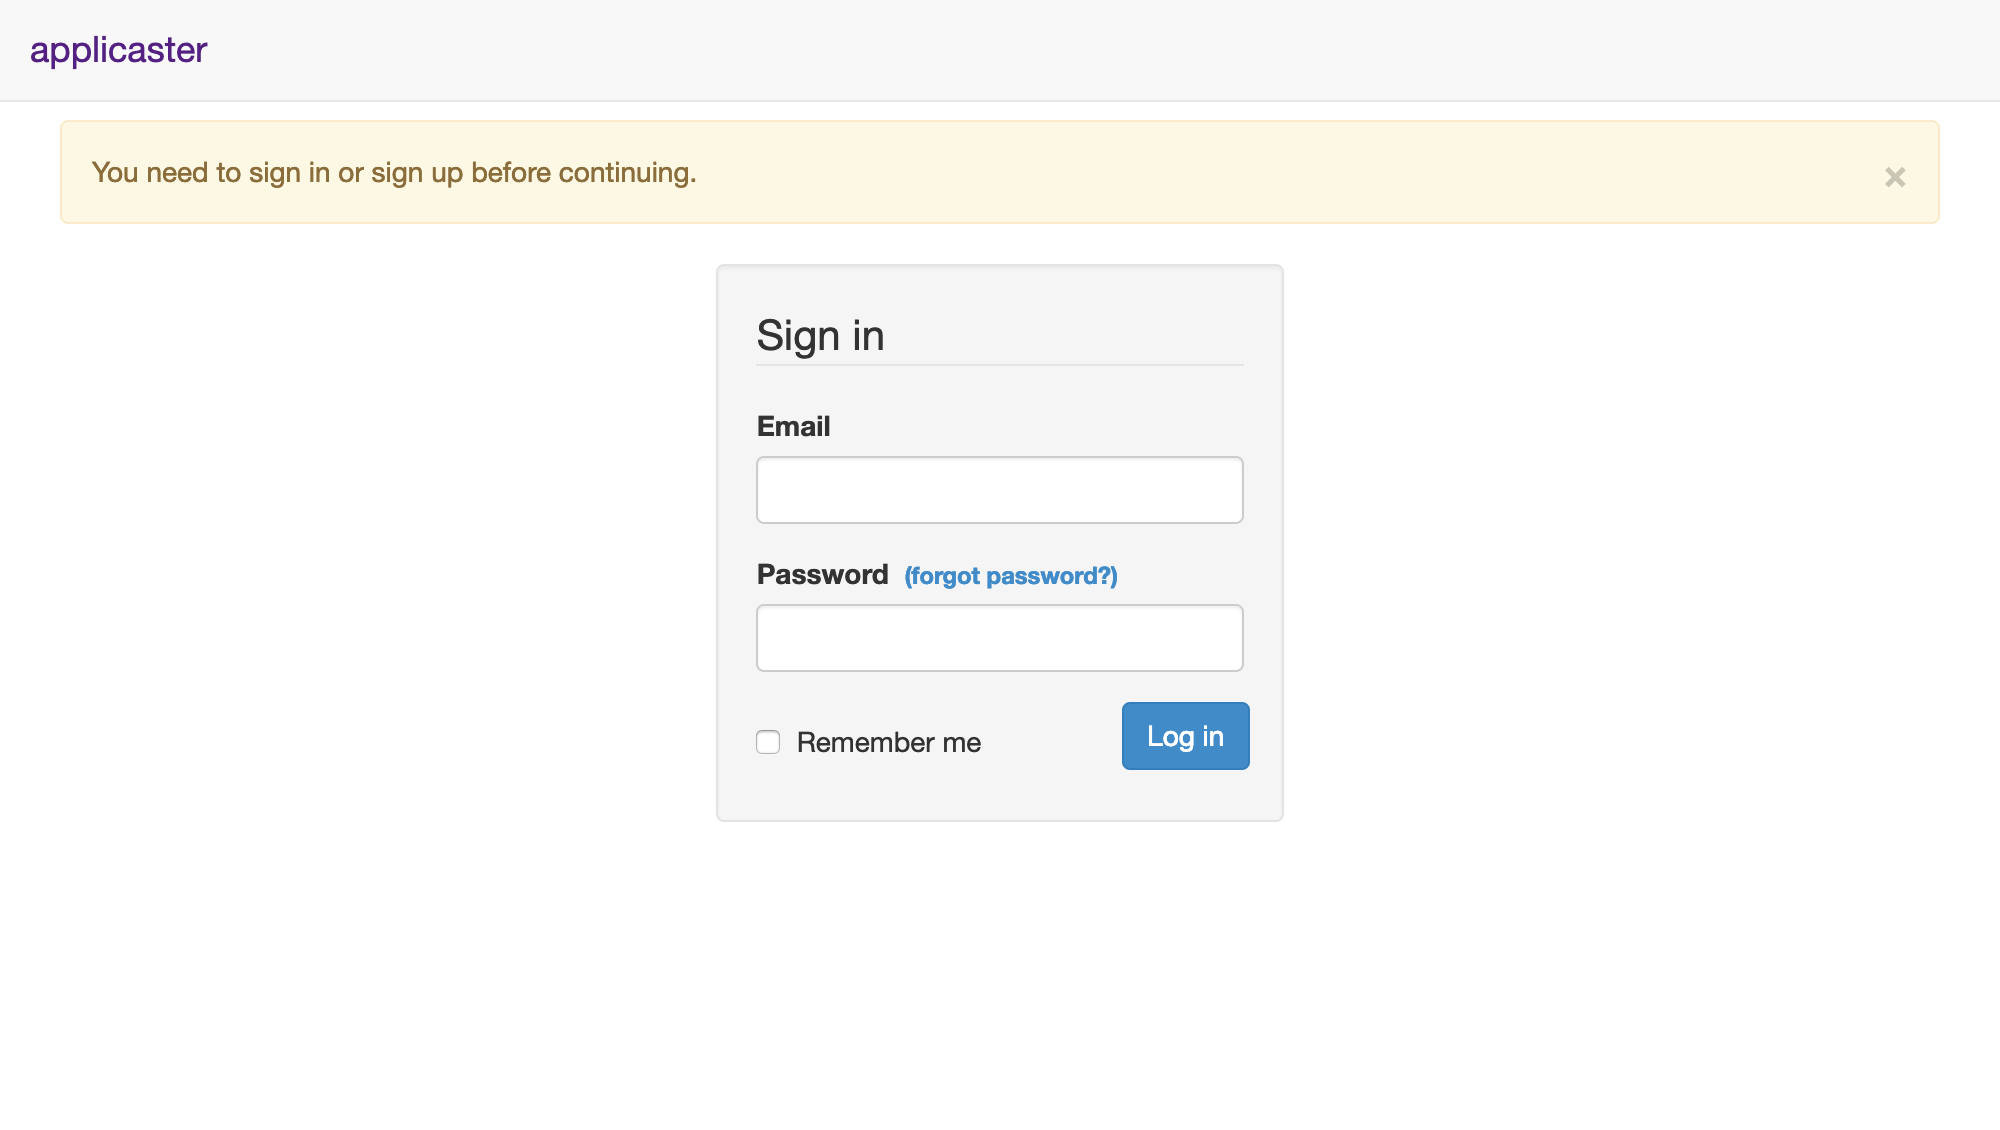 applicaster
You need to sign in or sign up before continuing.
×
Sign in
Email
Password (forgot password?)
Remember me
Log in